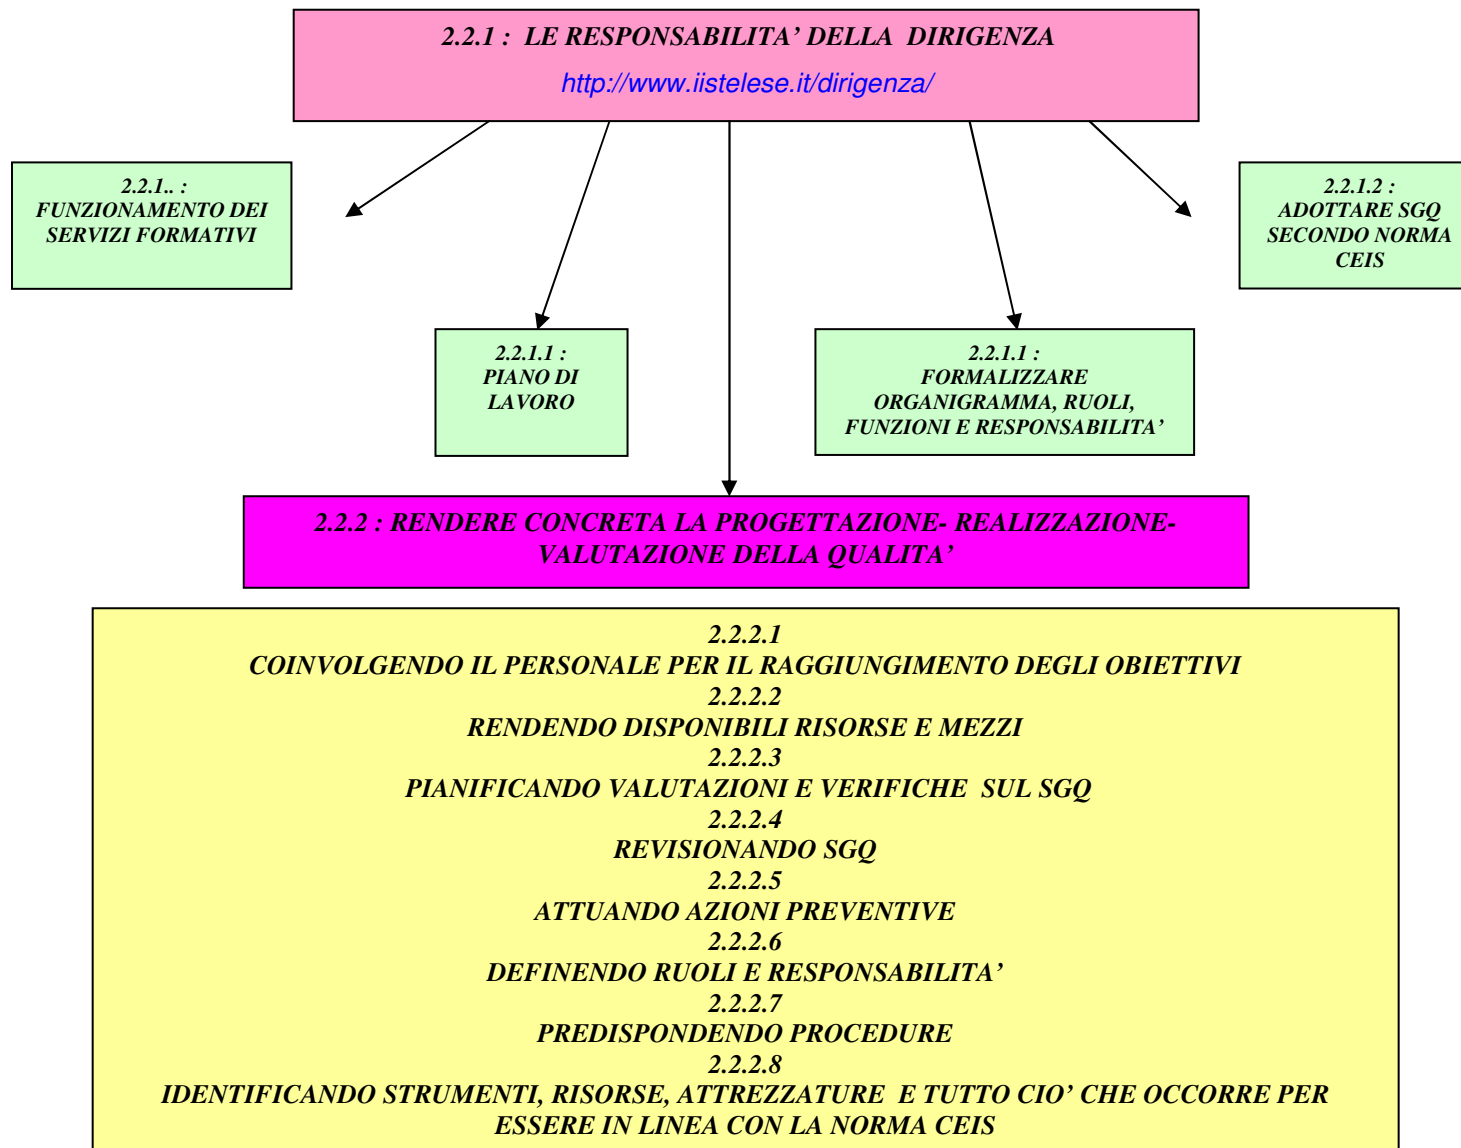 2.2.1 : LE RESPONSABILITA’ DELLA DIRIGENZA
http://www.iistelese.it/dirigenza/
2.2.1.. :
FUNZIONAMENTO DEI
SERVIZI FORMATIVI
2.2.1.2 :
ADOTTARE SGQ
SECONDO NORMA
CEIS
2.2.1.1 :
PIANO DI
LAVORO
2.2.1.1 :
FORMALIZZARE
ORGANIGRAMMA, RUOLI,
FUNZIONI E RESPONSABILITA’
2.2.2 : RENDERE CONCRETA LA PROGETTAZIONE- REALIZZAZIONE-
VALUTAZIONE DELLA QUALITA’
2.2.2.1
COINVOLGENDO IL PERSONALE PER IL RAGGIUNGIMENTO DEGLI OBIETTIVI
2.2.2.2
RENDENDO DISPONIBILI RISORSE E MEZZI
2.2.2.3
PIANIFICANDO VALUTAZIONI E VERIFICHE SUL SGQ
2.2.2.4
REVISIONANDO SGQ
2.2.2.5
ATTUANDO AZIONI PREVENTIVE
2.2.2.6
DEFINENDO RUOLI E RESPONSABILITA’
2.2.2.7
PREDISPONDENDO PROCEDURE
2.2.2.8
IDENTIFICANDO STRUMENTI, RISORSE, ATTREZZATURE E TUTTO CIO’ CHE OCCORRE PER
ESSERE IN LINEA CON LA NORMA CEIS